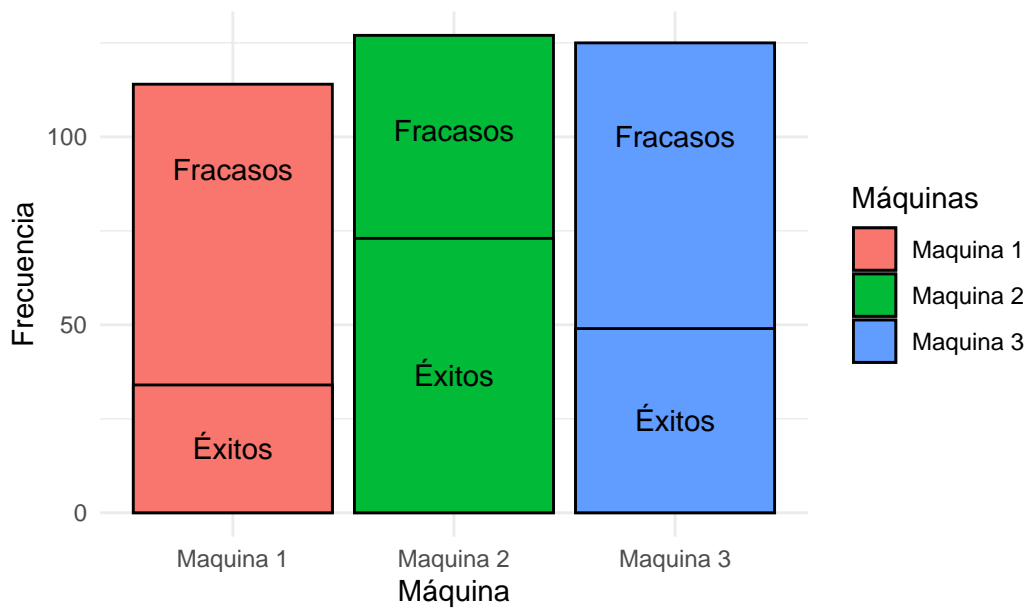 Frecuencia
100
50
0
Fracasos
Éxitos
Fracasos
Éxitos
Fracasos
Éxitos
Maquina 1
Maquina 2
Maquina 3
Máquina
Máquinas
Maquina 1
Maquina 2
Maquina 3